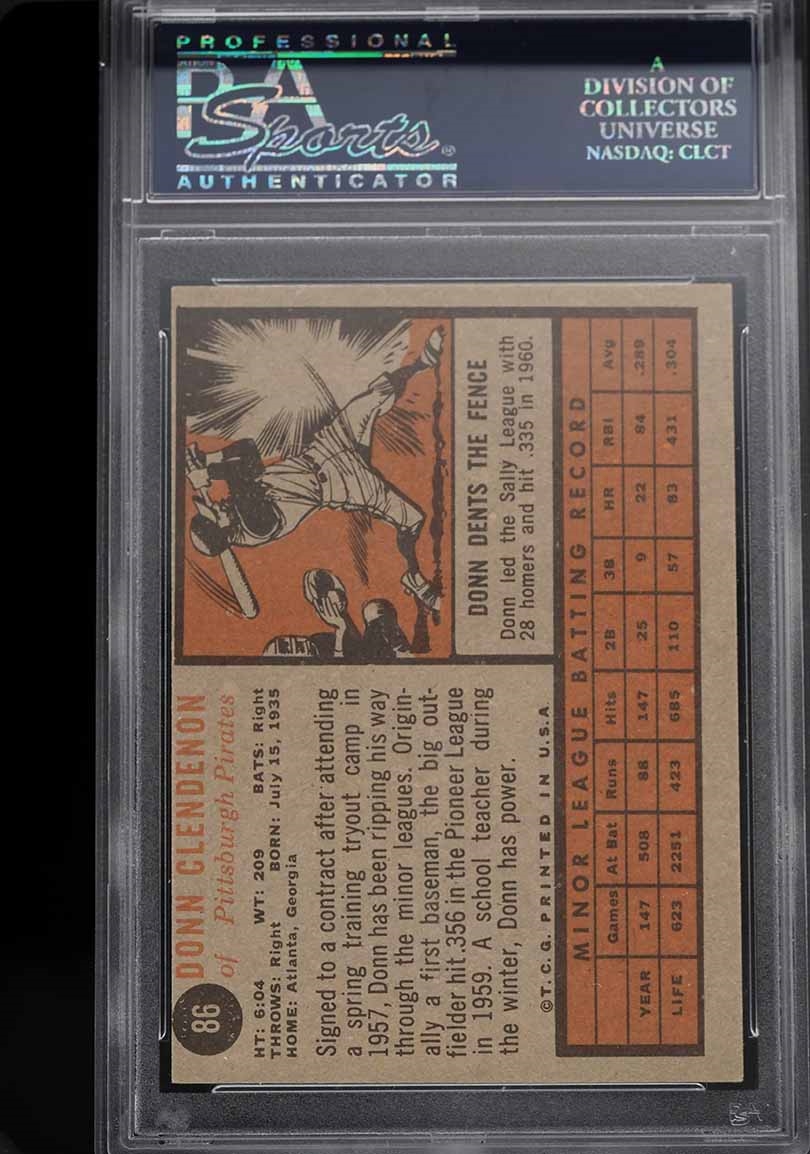 PROFESSIONAL
PSA
Sports®
AUTHENTICATOR
A
DIVISION OF
COLLECTORS
UNIVERSE
NASDAQ: CLCT
86
DONN CLENDENON
of Pittsburgh Pirates
HT: 6:04 WT: 209 BATS: Right
THROWS: Right BORN: July 15, 1935
HOME: Atlanta, Georgia
Signed to a contract after attending
a spring training tryout camp in
1957, Donn has been ripping his way
through the minor leagues. Origin-
ally a first baseman, the big out-
fielder hit .356 in the Pioneer League
in 1959. A school teacher during
the winter, Donn has power.
©T.C.G. PRINTED IN U.S.A.
DONN DENTS THE FENCE
Donn led the Sally League with
28 homers and hit .335 in 1960.
MINOR LEAGUE BATTING RECORD
Games At Bat Runs Hits 2B 3B HR RBI Avg
YEAR 147 508 88 147 25 9 22 84 .289
LIFE 623 2251 423 685 110 57 83 431 .304